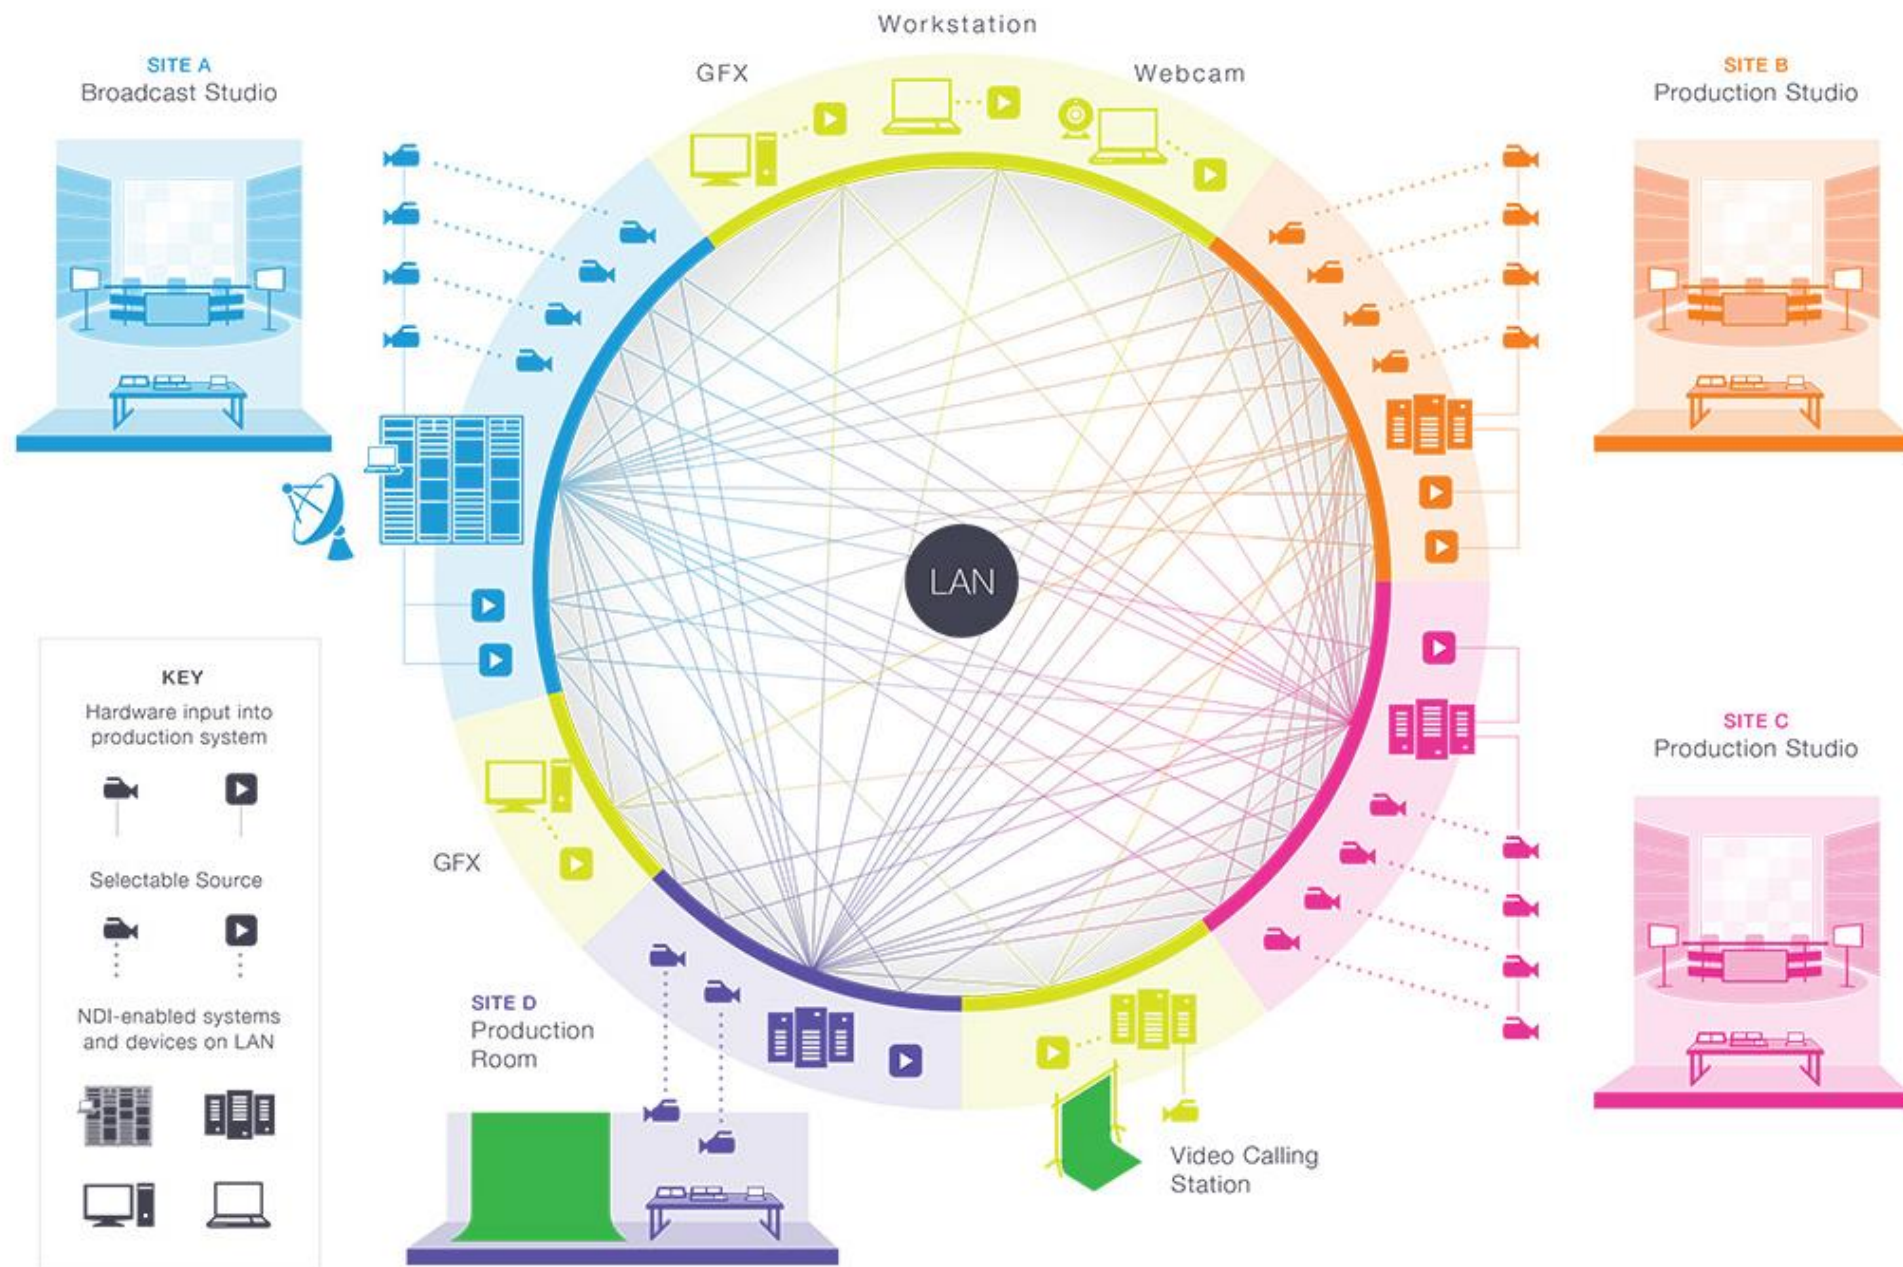 Workstation
GFX
Webcam
SITE A
Broadcast Studio
SITE B
Production Studio
LAN
KEY
Hardware input into
production system
Selectable Source
NDI-enabled systems
and devices on LAN
GFX
SITE C
Production Studio
SITE D
Production
Room
Video Calling
Station